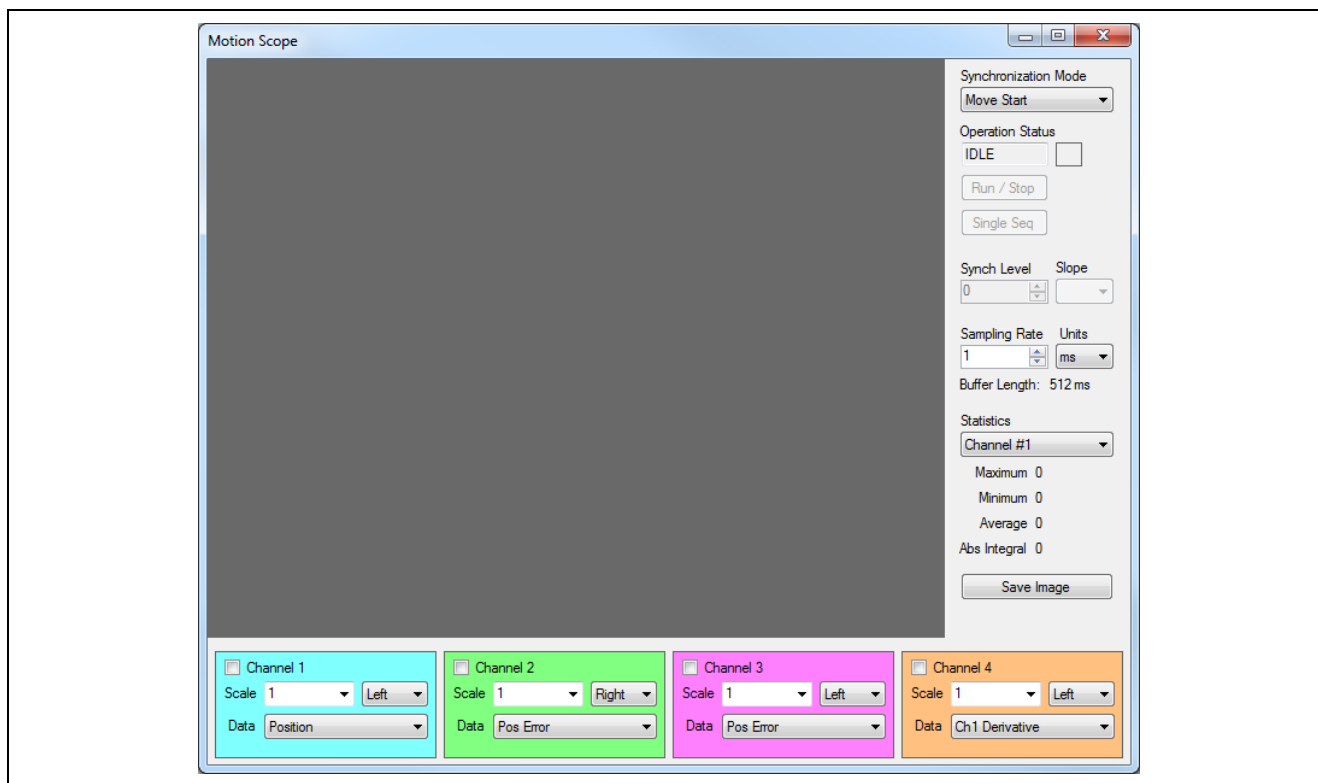 Motion Scope
Synchronization Mode
Move Start
Operation Status
IDLE
Run / Stop
Single Seq
Synch Level Slope
0
Sampling Rate Units
1 ms
Buffer Length: 512 ms
Statistics
Channel #1
Maximum 0
Minimum 0
Average 0
Abs Integral 0
Save Image
Channel 1
Scale 1 Left
Data Position
Channel 2
Scale 1 Right
Data Pos Error
Channel 3
Scale 1 Left
Data Pos Error
Channel 4
Scale 1 Left
Data Ch1 Derivative